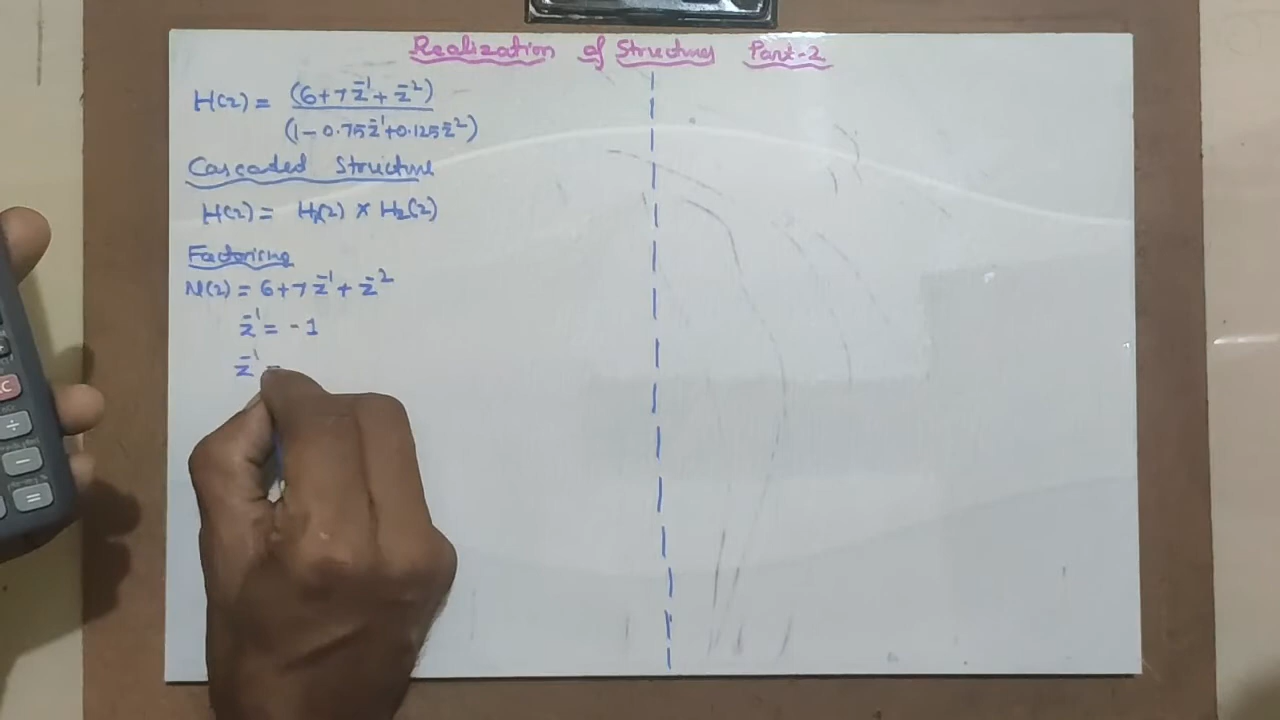 Realization of Structures Part-2
H(z) = (6+7z⁻¹+z⁻²)
(1-0.75z⁻¹+0.125z⁻²)
Cascaded Structure
H(z) = H₁(z) × H₂(z)
Factorising
N(z) = 6+7z⁻¹+z⁻²
z⁻¹ = -1
z⁻¹ =
÷
−
=